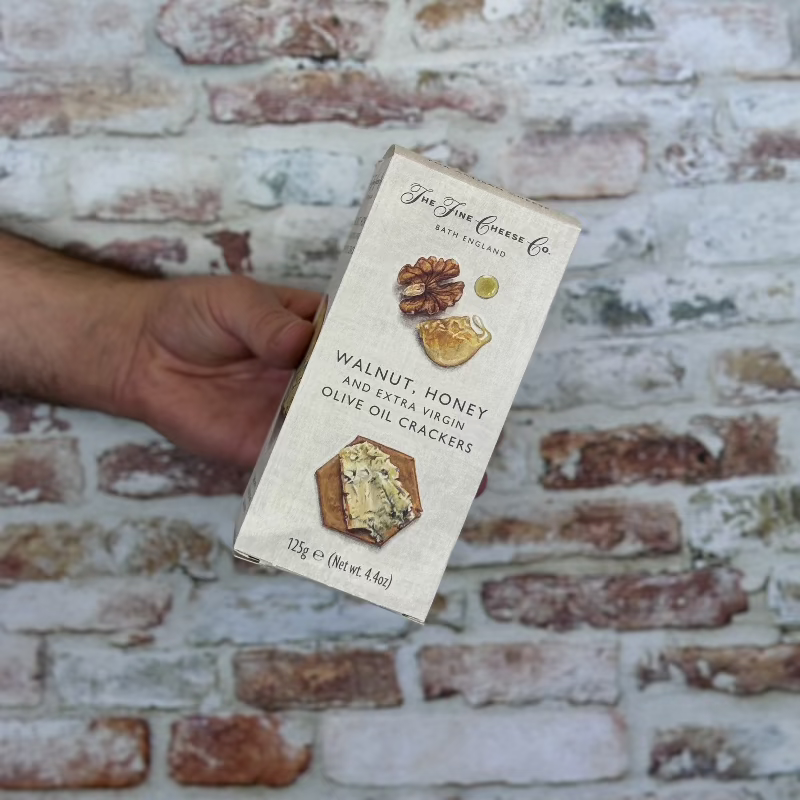 The Fine Cheese Co.
BATH ENGLAND
WALNUT, HONEY
AND EXTRA VIRGIN
OLIVE OIL CRACKERS
125g ℮ (Net wt. 4.4oz)